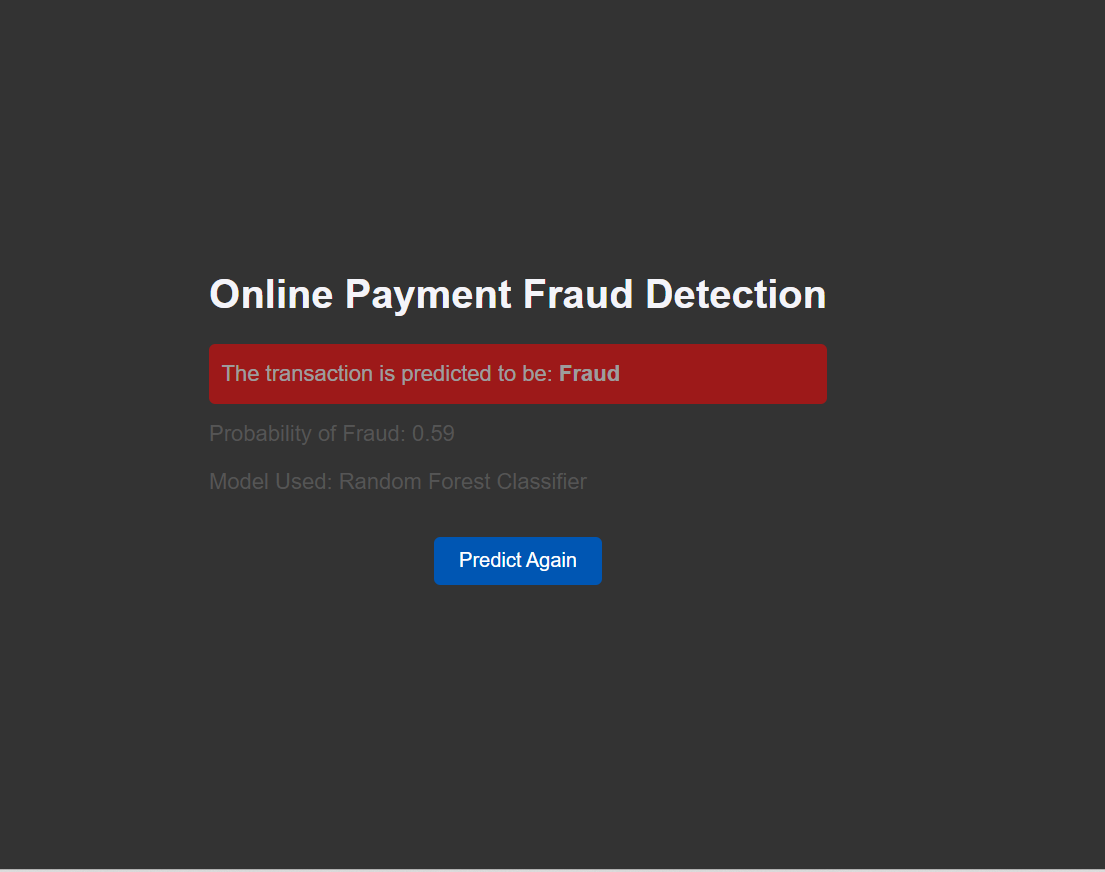 Online Payment Fraud Detection
The transaction is predicted to be: Fraud
Probability of Fraud: 0.59
Model Used: Random Forest Classifier
Predict Again